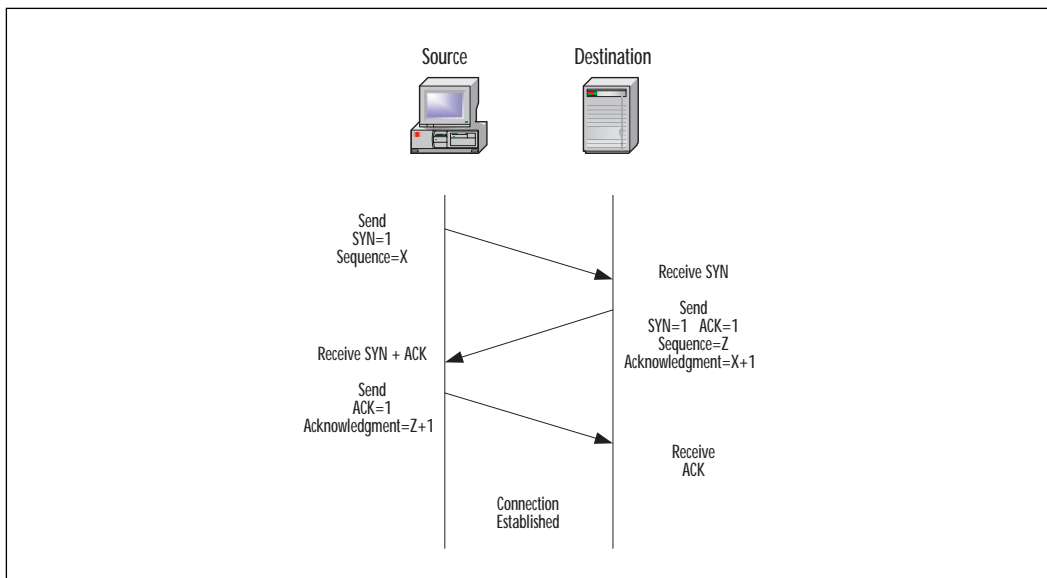 Source
Destination
Send
SYN=1
Sequence=X
Receive SYN
Send
SYN=1 ACK=1
Sequence=Z
Acknowledgment=X+1
Receive SYN + ACK
Send
ACK=1
Acknowledgment=Z+1
Receive
ACK
Connection
Established